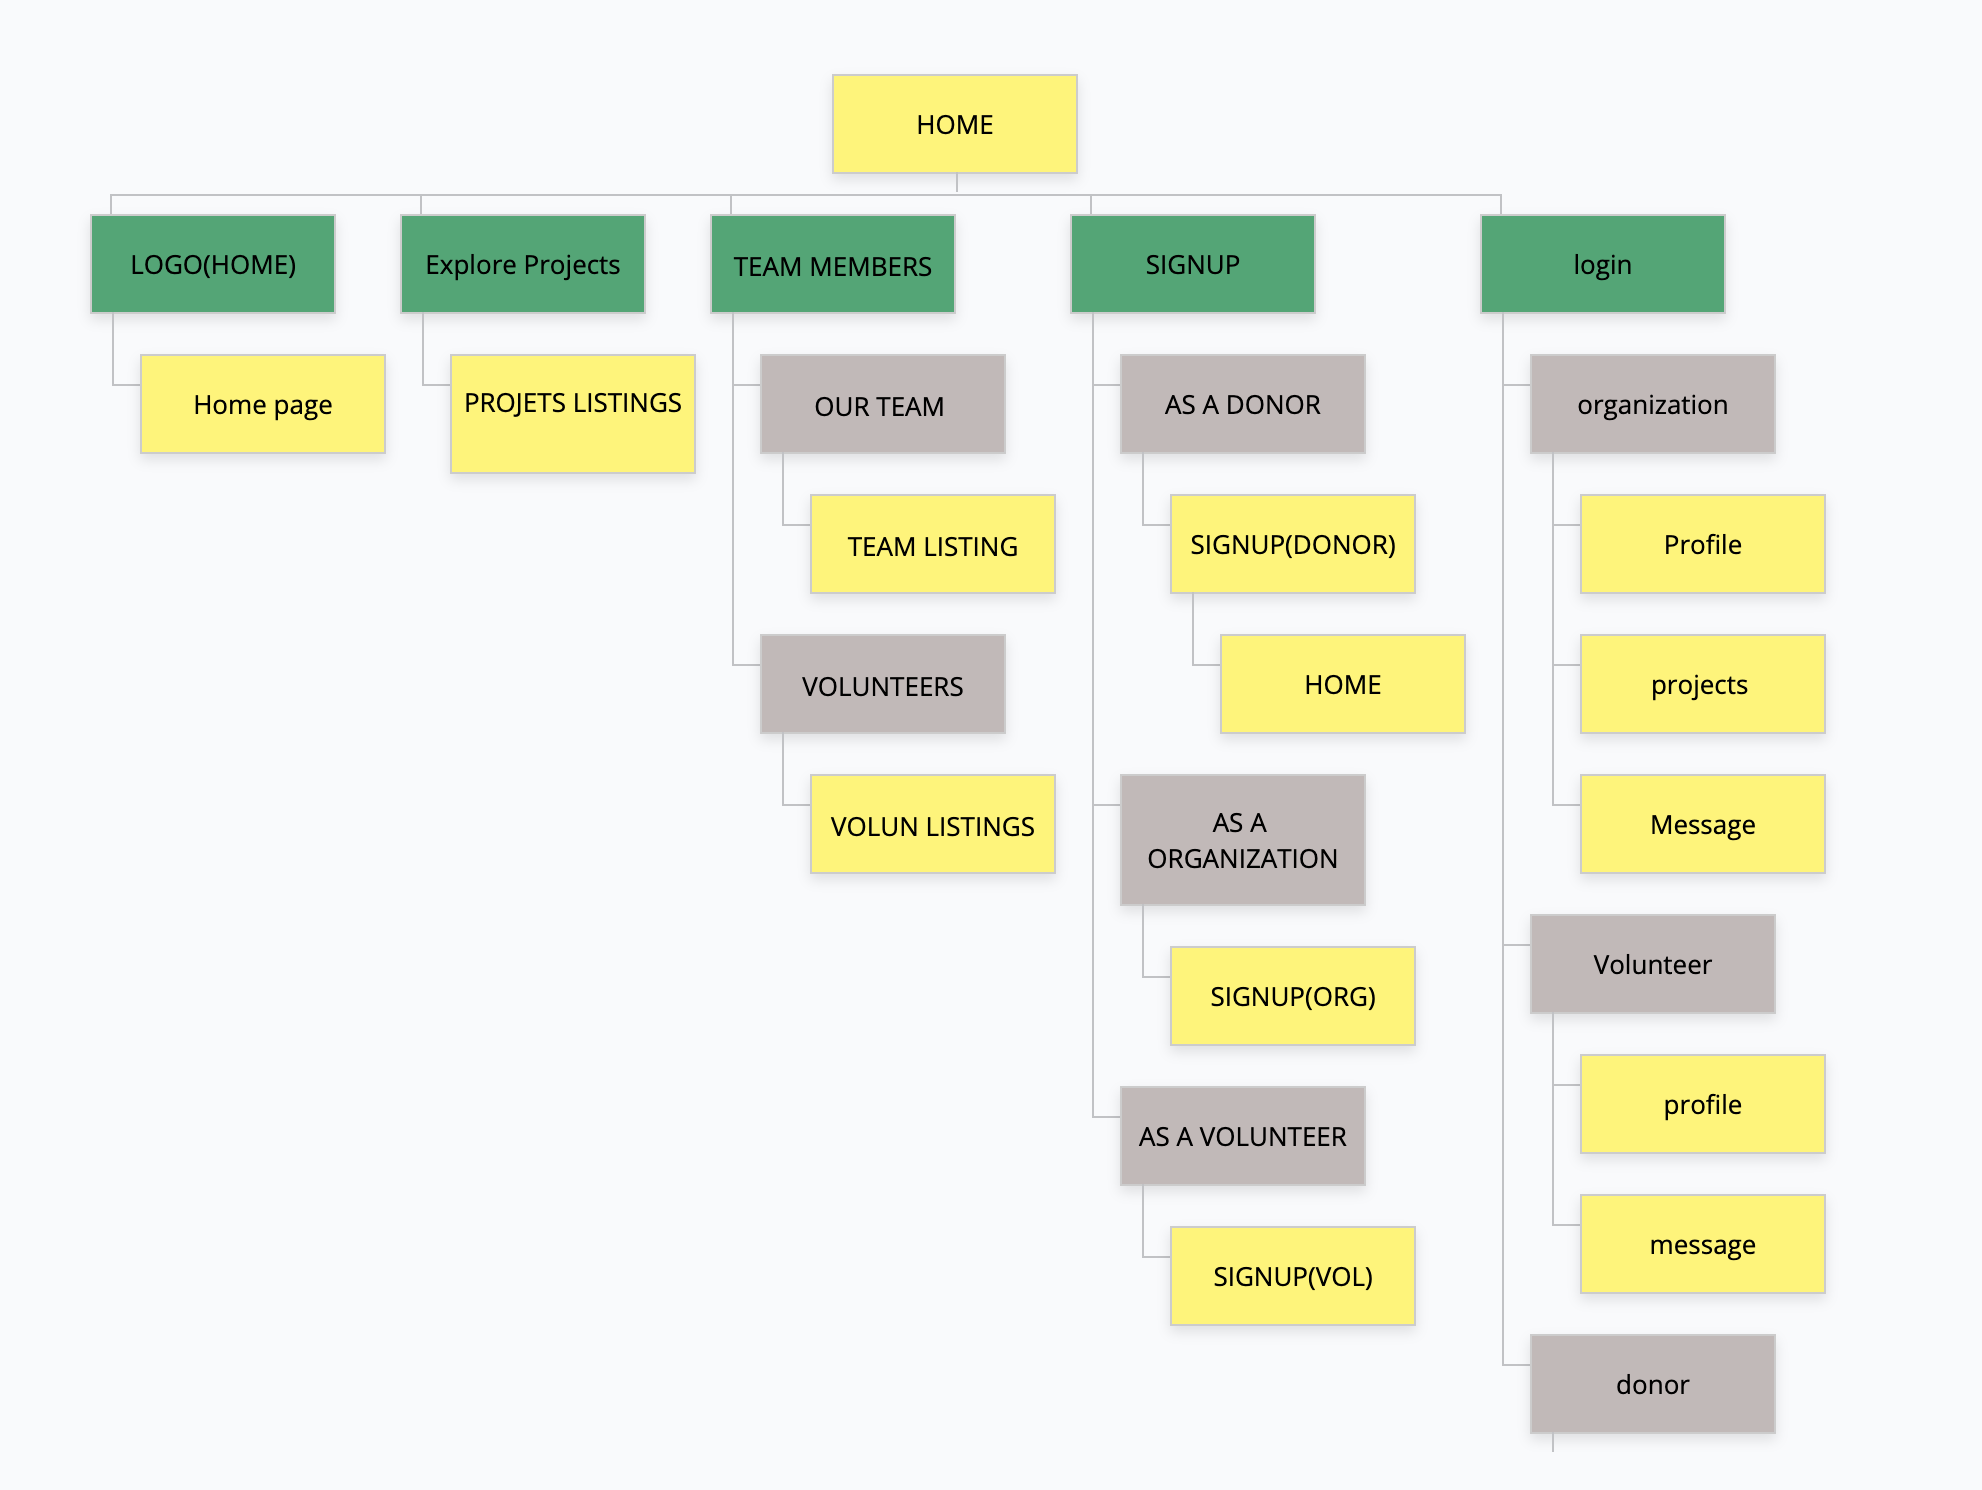 HOME
LOGO(HOME)
Explore Projects
TEAM MEMBERS
SIGNUP
login
Home page
PROJETS LISTINGS
OUR TEAM
TEAM LISTING
VOLUNTEERS
VOLUN LISTINGS
AS A DONOR
SIGNUP(DONOR)
HOME
AS A
ORGANIZATION
SIGNUP(ORG)
AS A VOLUNTEER
SIGNUP(VOL)
organization
Profile
projects
Message
Volunteer
profile
message
donor